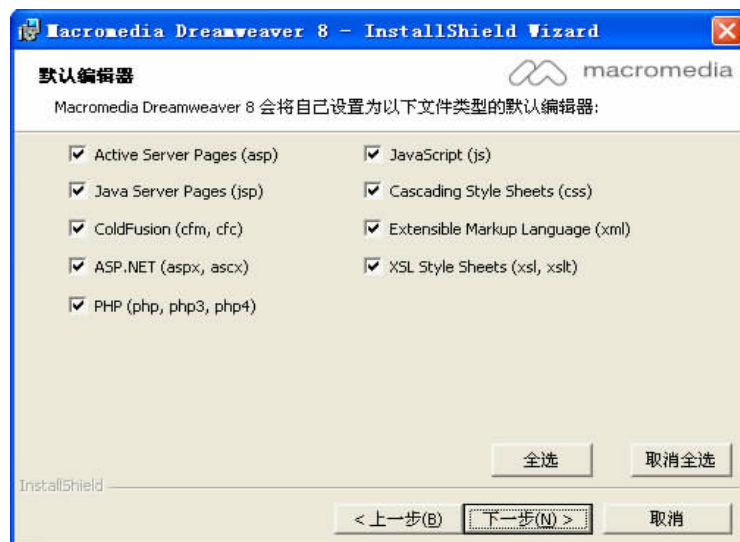 Macromedia Dreamweaver 8 - InstallShield Wizard
默认编辑器
macromedia
Macromedia Dreamweaver 8 会将自己设置为以下文件类型的默认编辑器:
Active Server Pages (asp)
JavaScript (js)
Java Server Pages (jsp)
Cascading Style Sheets (css)
ColdFusion (cfm, cfc)
Extensible Markup Language (xml)
ASP.NET (aspx, ascx)
XSL Style Sheets (xsl, xslt)
PHP (php, php3, php4)
全选
取消全选
InstallShield
< 上一步(B)
下一步(N) >
取消